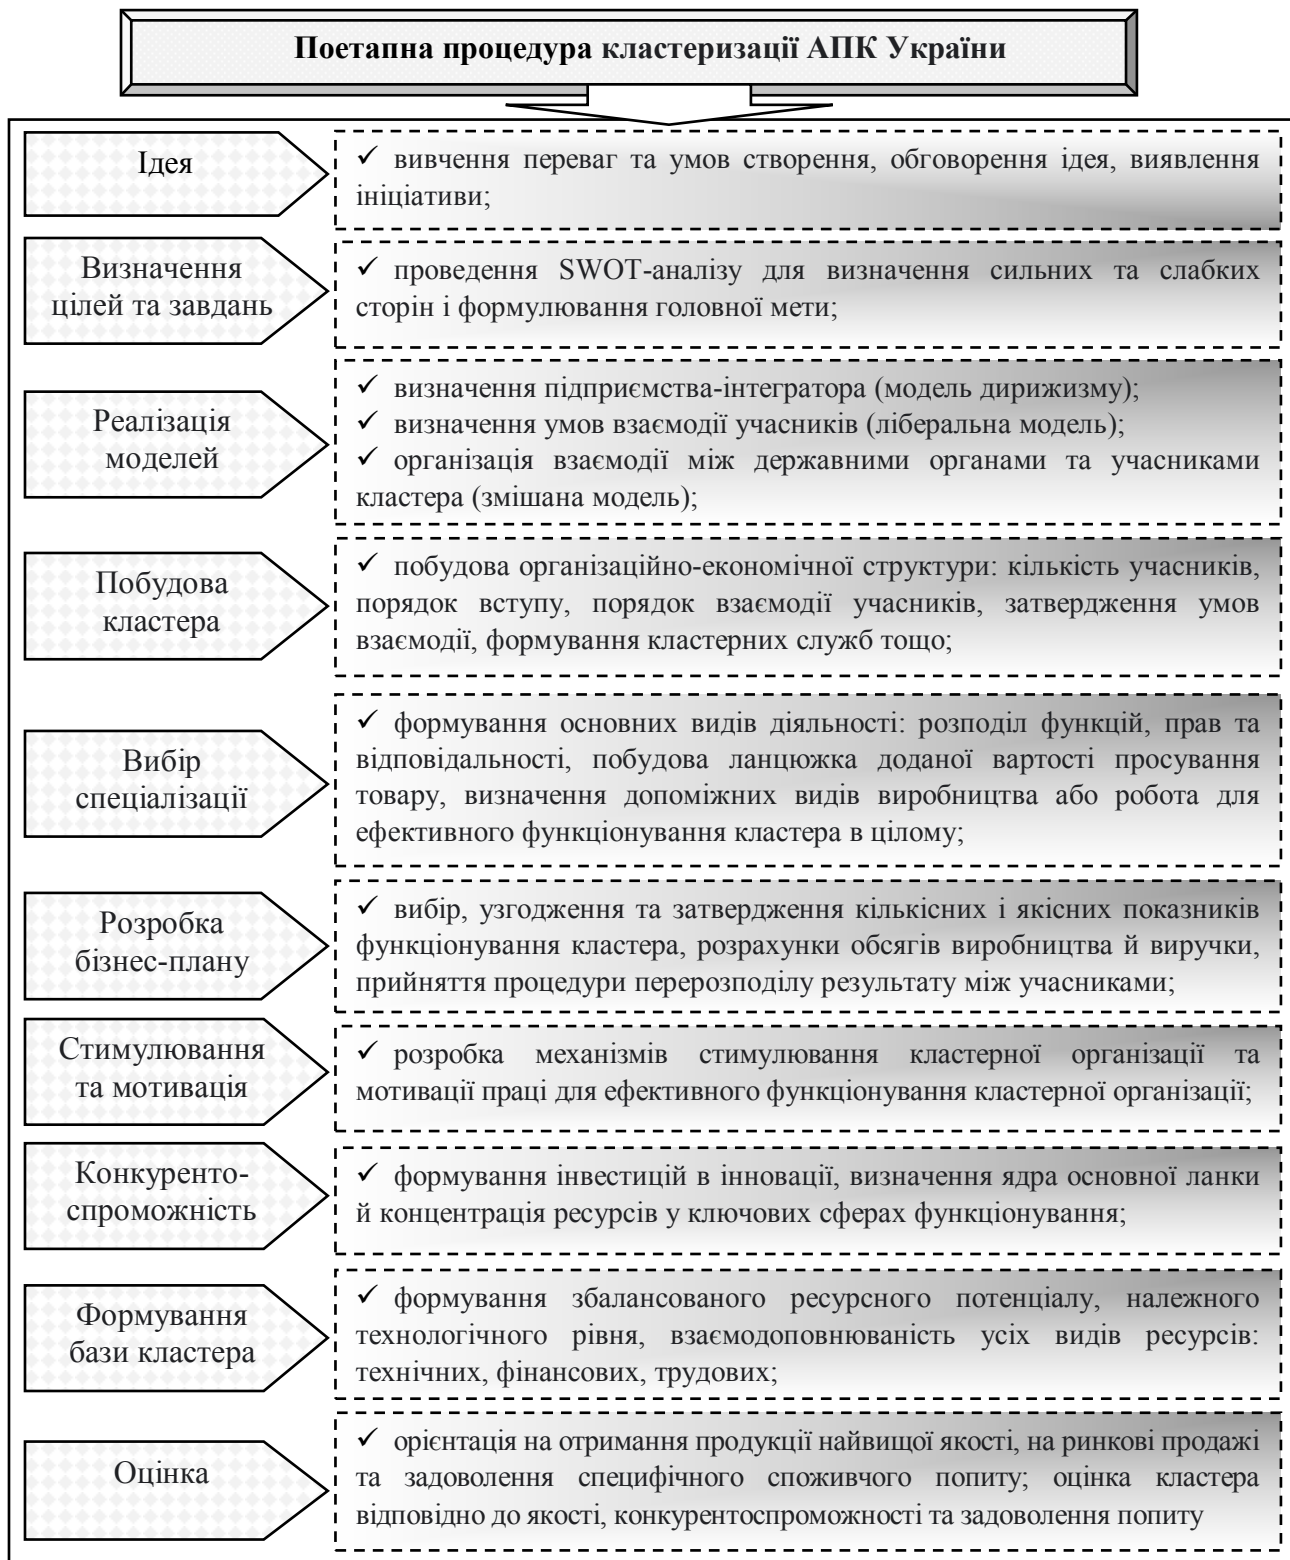 Поетапна процедура кластеризації АПК України
Ідея
✓ вивчення переваг та умов створення, обговорення ідея, виявлення
ініціативи;
Визначення
цілей та завдань
✓ проведення SWOT-аналізу для визначення сильних та слабких
сторін і формулювання головної мети;
Реалізація
моделей
✓ визначення підприємства-інтегратора (модель дирижизму);
✓ визначення умов взаємодії учасників (ліберальна модель);
✓ організація взаємодії між державними органами та учасниками
кластера (змішана модель);
Побудова
кластера
✓ побудова організаційно-економічної структури: кількість учасників,
порядок вступу, порядок взаємодії учасників, затвердження умов
взаємодії, формування кластерних служб тощо;
Вибір
спеціалізації
✓ формування основних видів діяльності: розподіл функцій, прав та
відповідальності, побудова ланцюжка доданої вартості просування
товару, визначення допоміжних видів виробництва або робота для
ефективного функціонування кластера в цілому;
Розробка
бізнес-плану
✓ вибір, узгодження та затвердження кількісних і якісних показників
функціонування кластера, розрахунки обсягів виробництва й виручки,
прийняття процедури перерозподілу результату між учасниками;
Стимулювання
та мотивація
✓ розробка механізмів стимулювання кластерної організації та
мотивації праці для ефективного функціонування кластерної організації;
Конкуренто-
спроможність
✓ формування інвестицій в інновації, визначення ядра основної ланки
й концентрація ресурсів у ключових сферах функціонування;
Формування
бази кластера
✓ формування збалансованого ресурсного потенціалу, належного
технологічного рівня, взаємодоповнюваність усіх видів ресурсів:
технічних, фінансових, трудових;
Оцінка
✓ орієнтація на отримання продукції найвищої якості, на ринкові продажі
та задоволення специфічного споживчого попиту; оцінка кластера
відповідно до якості, конкурентоспроможності та задоволення попиту